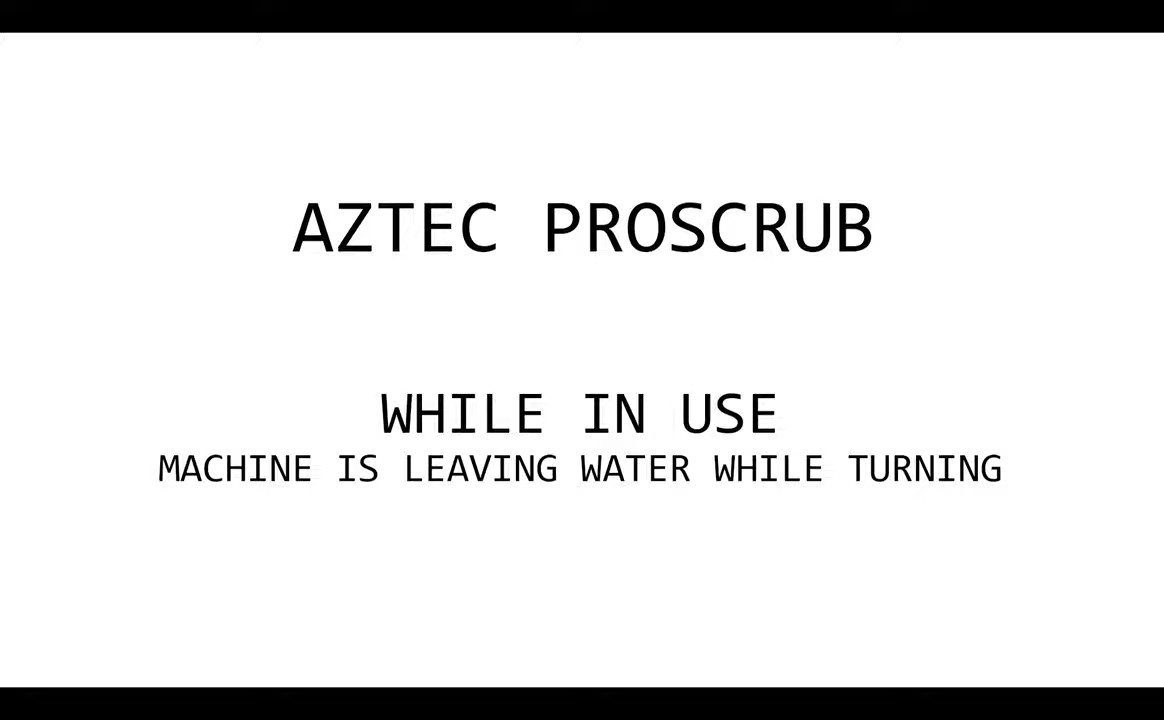 AZTEC PROSCRUB
WHILE IN USE
MACHINE IS LEAVING WATER WHILE TURNING